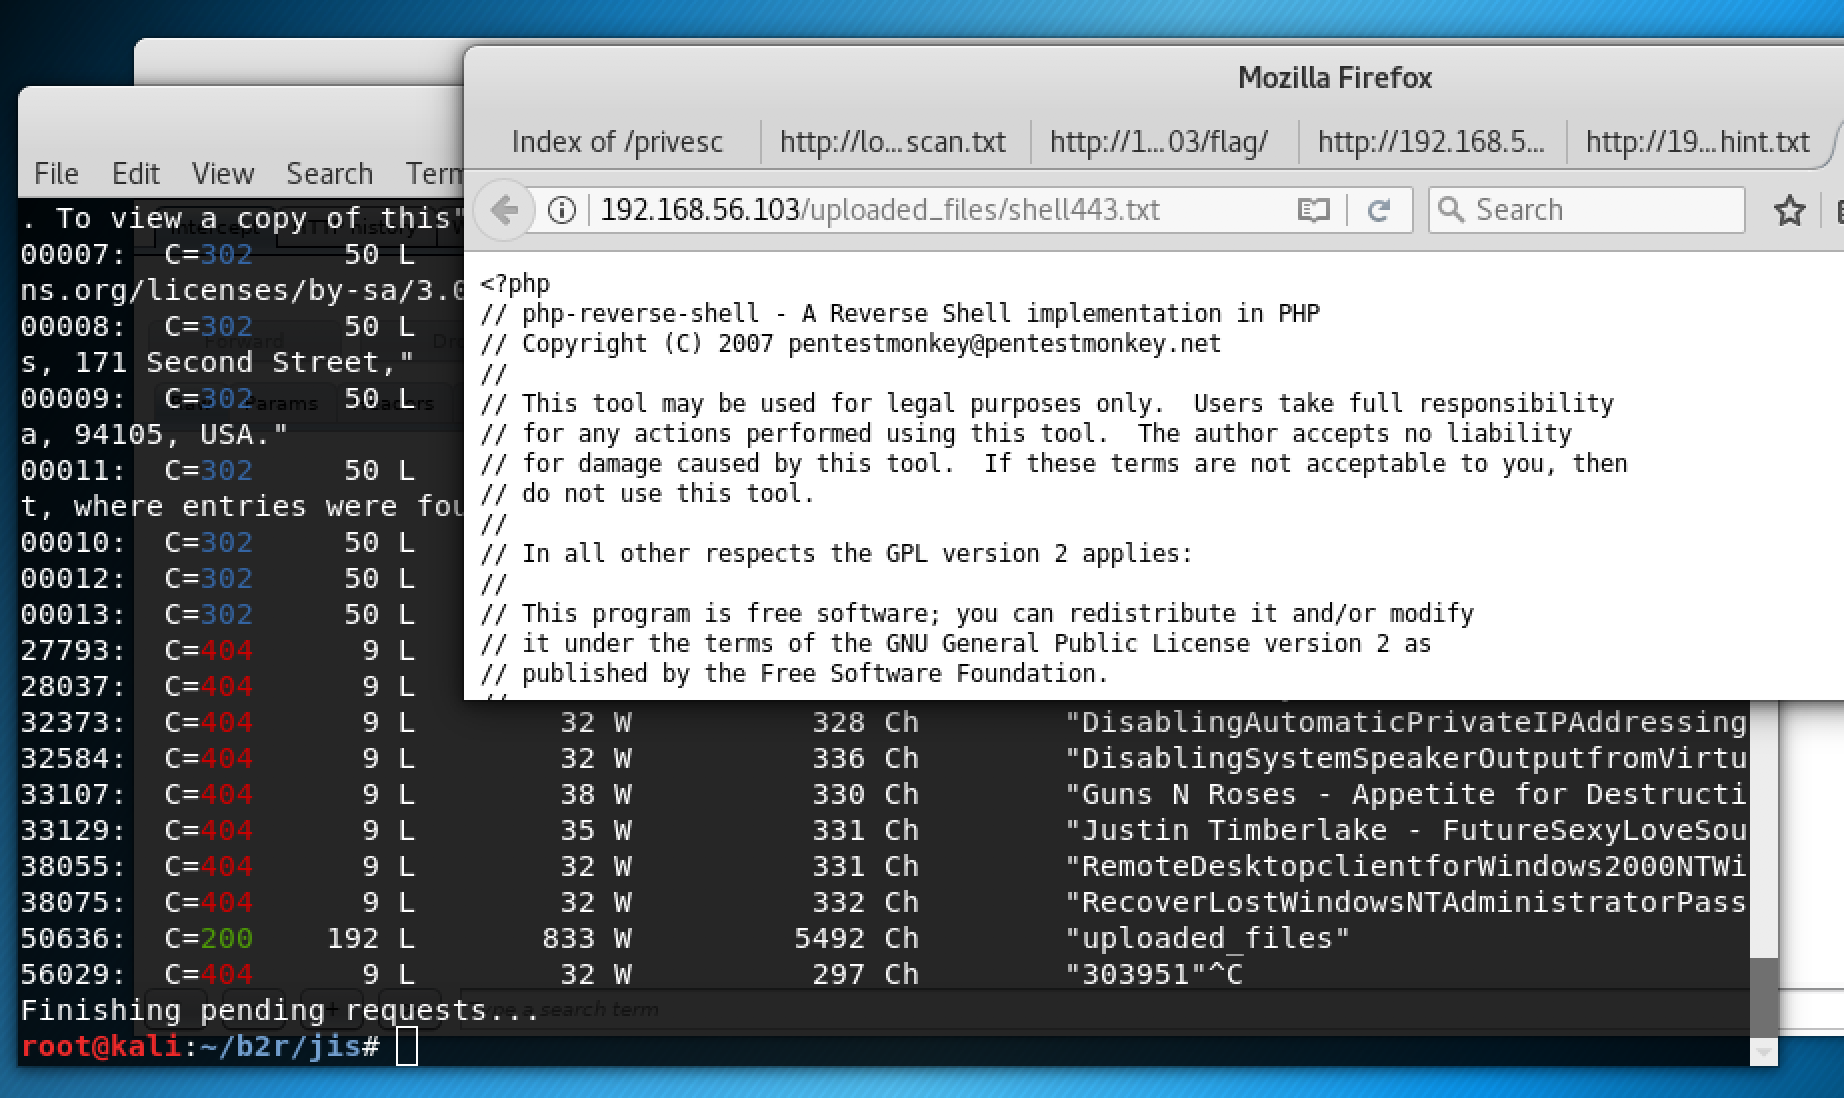 Mozilla Firefox
Index of /privesc
http://lo...scan.txt
http://1...03/flag/
http://192.168.5...
http://19...hint.txt
192.168.56.103/uploaded_files/shell443.txt
Search
<?php
// php-reverse-shell - A Reverse Shell implementation in PHP
// Copyright (C) 2007 pentestmonkey@pentestmonkey.net
//
// This tool may be used for legal purposes only.  Users take full responsibility
// for any actions performed using this tool.  The author accepts no liability
// for damage caused by this tool.  If these terms are not acceptable to you, then
// do not use this tool.
//
// In all other respects the GPL version 2 applies:
//
// This program is free software; you can redistribute it and/or modify
// it under the terms of the GNU General Public License version 2 as
// published by the Free Software Foundation.
//
File Edit View Search Term
. To view a copy of this"
00007:  C=302     50 L
ns.org/licenses/by-sa/3.0
00008:  C=302     50 L
s, 171 Second Street,"
00009:  C=302     50 L
a, 94105, USA."
00011:  C=302     50 L
t, where entries were fou
00010:  C=302     50 L
00012:  C=302     50 L
00013:  C=302     50 L
27793:  C=404      9 L
28037:  C=404      9 L
32373:  C=404      9 L        32 W          328 Ch        "DisablingAutomaticPrivateIPAddressing
32584:  C=404      9 L        32 W          336 Ch        "DisablingSystemSpeakerOutputfromVirtu
33107:  C=404      9 L        38 W          330 Ch        "Guns N Roses - Appetite for Destructi
33129:  C=404      9 L        35 W          331 Ch        "Justin Timberlake - FutureSexyLoveSou
38055:  C=404      9 L        32 W          331 Ch        "RemoteDesktopclientforWindows2000NTWi
38075:  C=404      9 L        32 W          332 Ch        "RecoverLostWindowsNTAdministratorPass
50636:  C=200    192 L       833 W         5492 Ch        "uploaded_files"
56029:  C=404      9 L        32 W          297 Ch        "303951"^C
Finishing pending requests...
root@kali:~/b2r/jis#